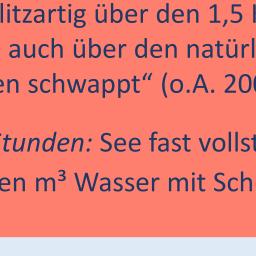 litzartig über den 1,5
auch über den natürl
en schwappt“ (o.A. 20
Stunden: See fast vollst
en m³ Wasser mit Sch